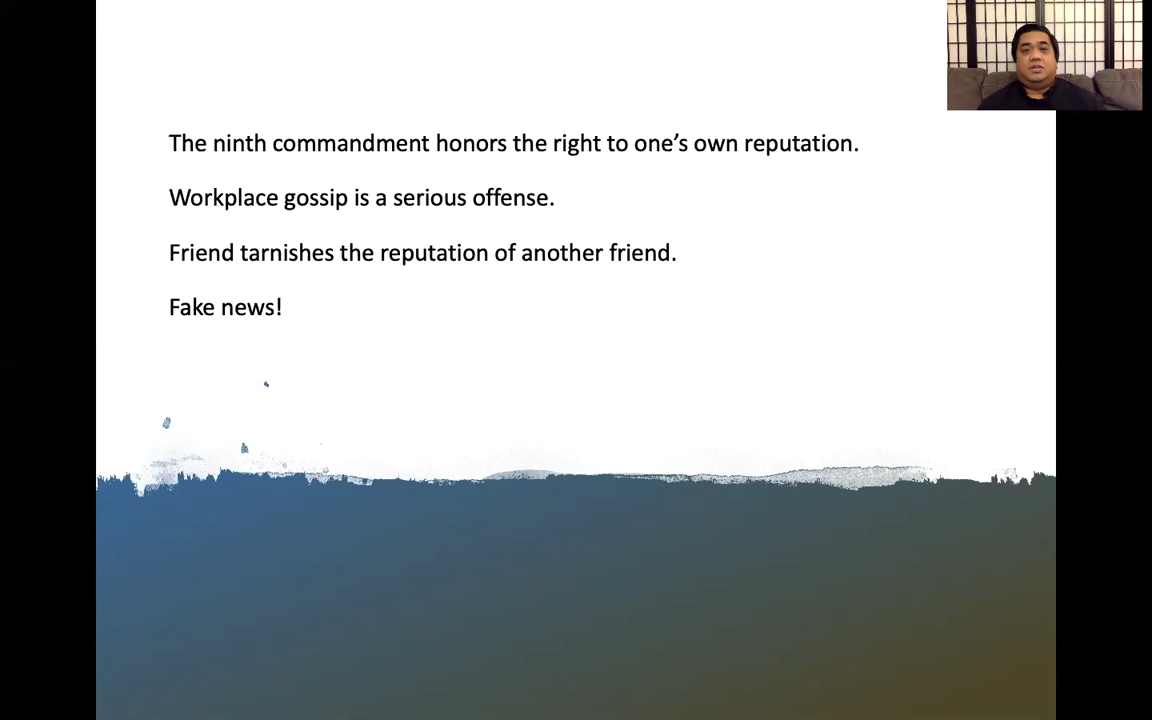 The ninth commandment honors the right to one’s own reputation.
Workplace gossip is a serious offense.
Friend tarnishes the reputation of another friend.
Fake news!